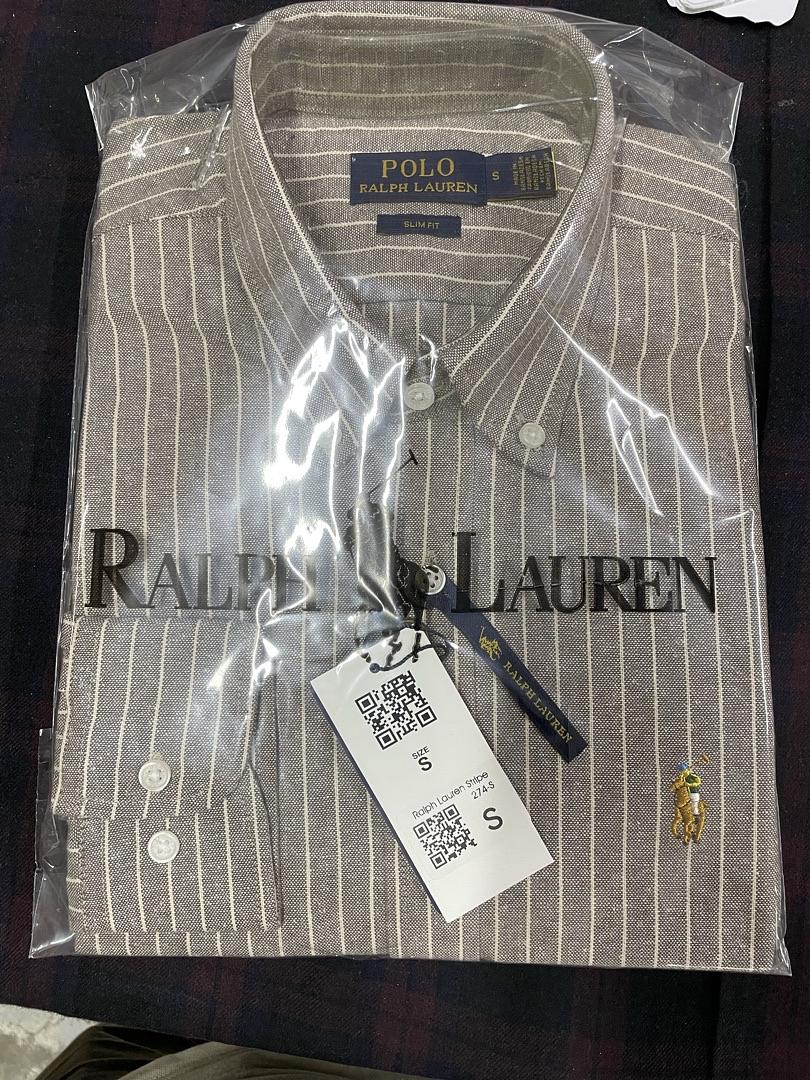 POLO
RALPH LAUREN
S
SLIM FIT
RALPH LAUREN
RALPH LAUREN
SIZE
S
Ralph Lauren Stripe
274-S
S